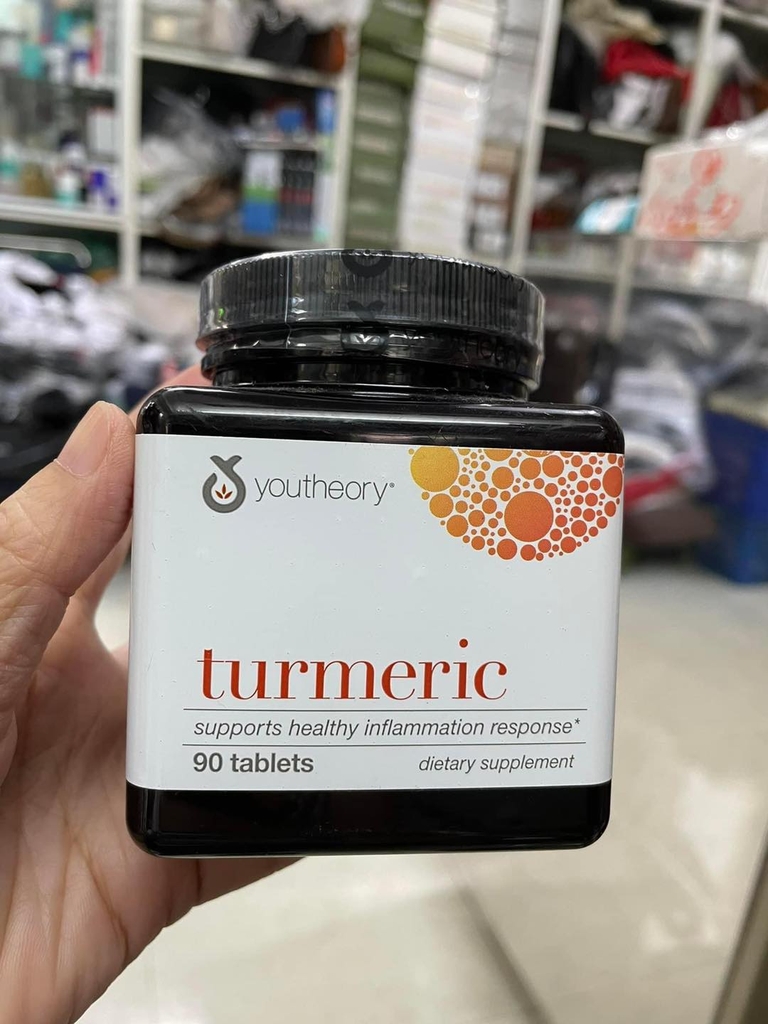 youtheory®
turmeric
supports healthy inflammation response*
90 tablets
dietary supplement